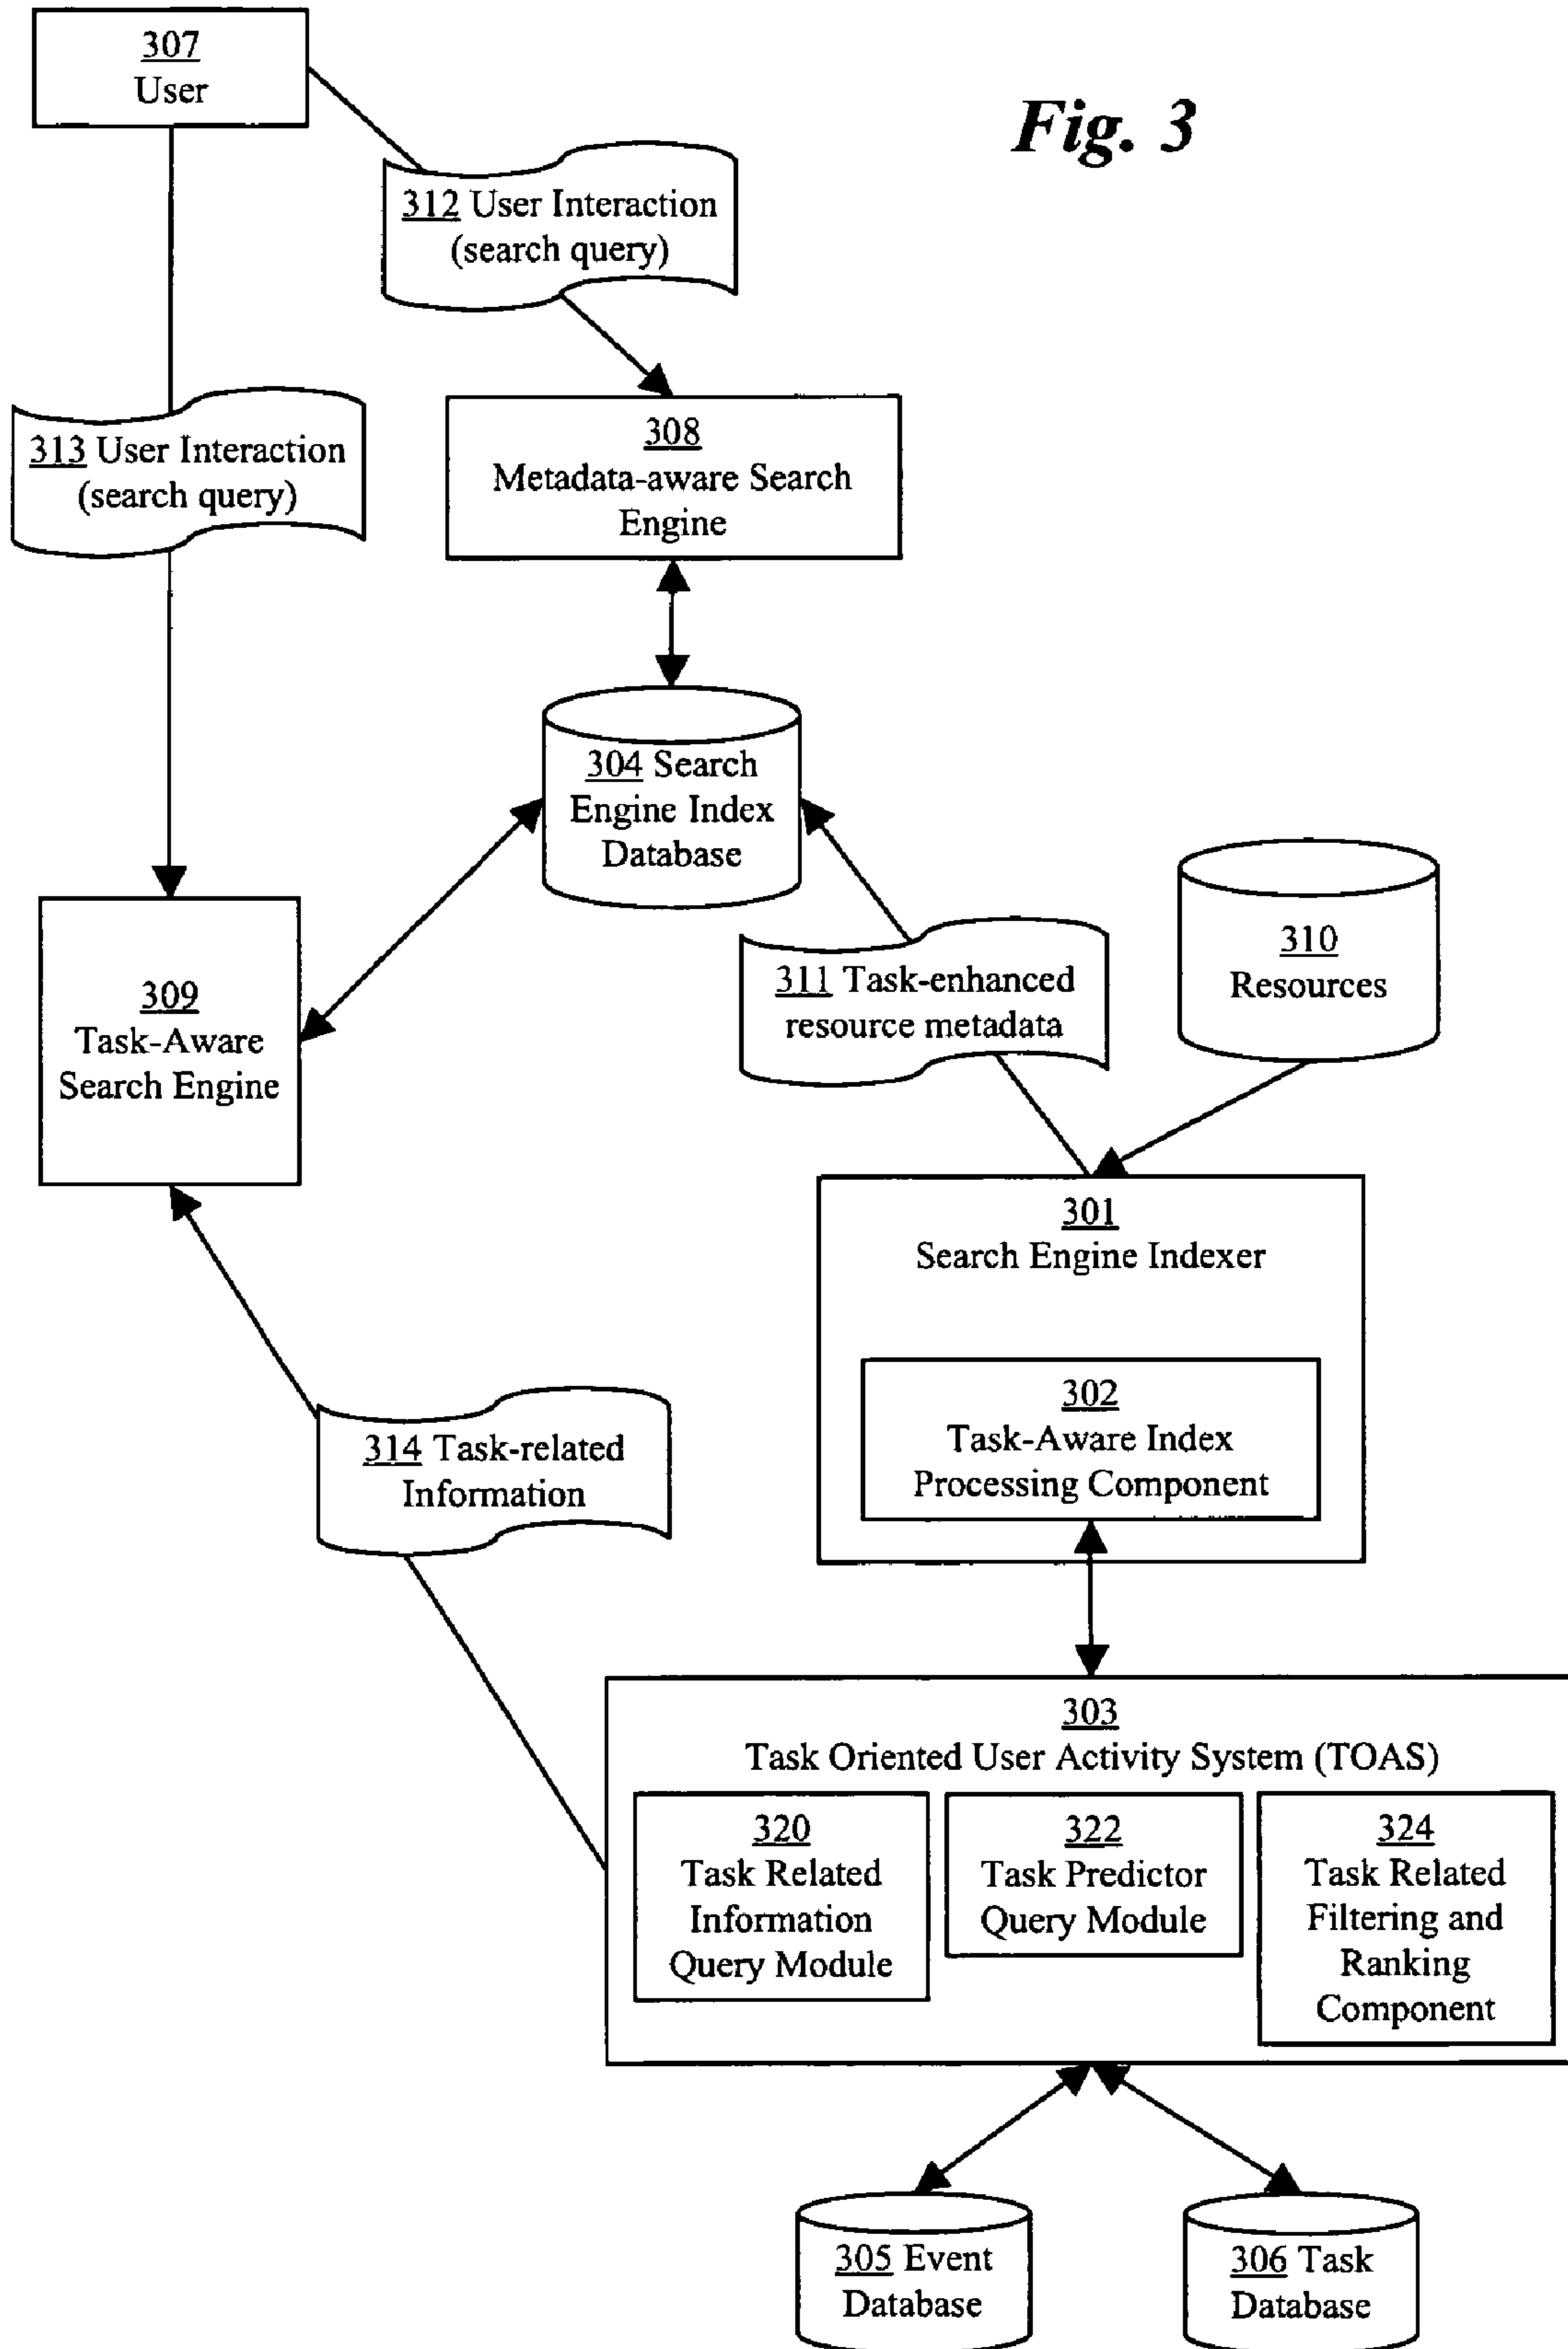 307
User
Fig. 3
312 User Interaction
(search query)
313 User Interaction
(search query)
308
Metadata-aware Search
Engine
304 Search
Engine Index
Database
309
Task-Aware
Search Engine
311 Task-enhanced
resource metadata
310
Resources
301
Search Engine Indexer
302
Task-Aware Index
Processing Component
314 Task-related
Information
303
Task Oriented User Activity System (TOAS)
320
Task Related
Information
Query Module
322
Task Predictor
Query Module
324
Task Related
Filtering and
Ranking
Component
305 Event
Database
306 Task
Database